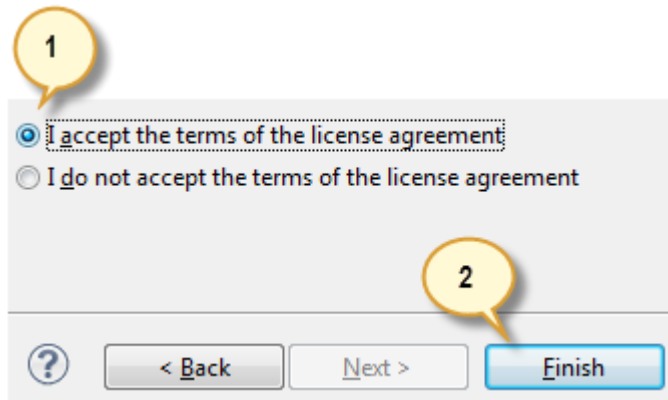 1
I accept the terms of the license agreement
I do not accept the terms of the license agreement
2
?
< Back Next > Finish